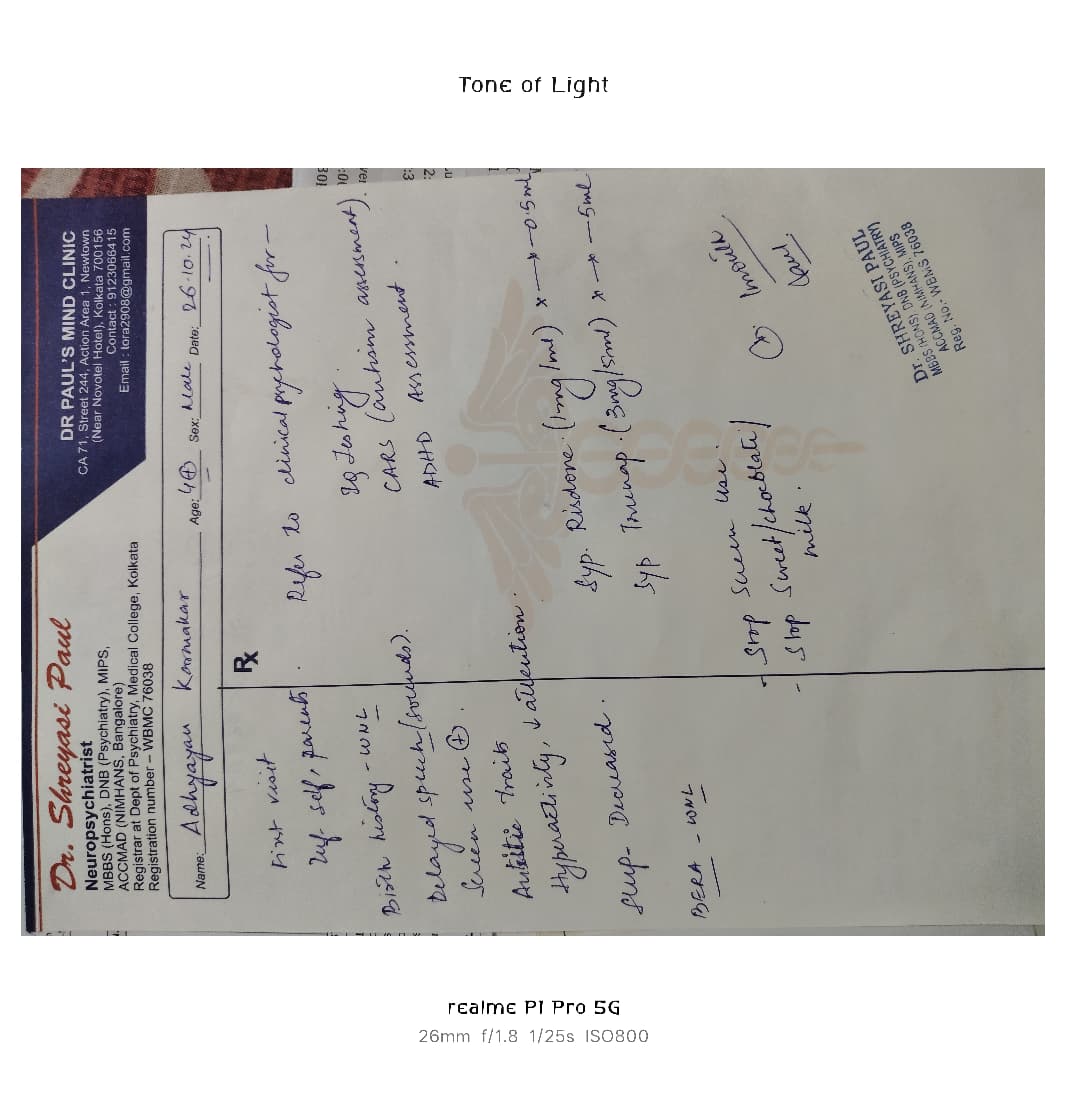 Tone of Light
Dr. Shreyasi Paul
Neuropsychiatrist
MBBS (Hons), DNB (Psychiatry), MIPS,
ACCMAD (NIMHANS, Bangalore)
Registrar at Dept of Psychiatry, Medical College, Kolkata
Registration number – WBMC 76038
DR PAUL'S MIND CLINIC
CA 71, Street 244, Action Area 1, Newtown
(Near Novotel Hotel), Kolkata 700156
Contact : 9123066415
Email : tora2908@gmail.com
Name: Adhyayan Karmakar Age: 4 Sex: Male Date: 26.10.24
First visit
Inf- self, parents.
Birth history - WNL
Delayed speech (sounds).
Screen use (+).
Autistic traits
Hyperactivity, ↓ attention.
Sleep - Decreased.
BERA - WNL
Rx
Refer to clinical psychologist for -
IQ Testing.
CARS (autism assessment).
ADHD Assessment.
Syp. Risdone (1mg/ml) x — x — 0.5ml
Syp (3mg/5ml) x — x — 5ml
- Stop screen use.
- Stop sweet/chocolate/
milk.
Dr. SHREYASI PAUL
MBBS (HONS), DNB (PSYCHIATRY)
ACCMAD (NIMHANS), MIPS
Reg. No.: WBMS 76038
realme P1 Pro 5G
26mm f/1.8 1/25s ISO800